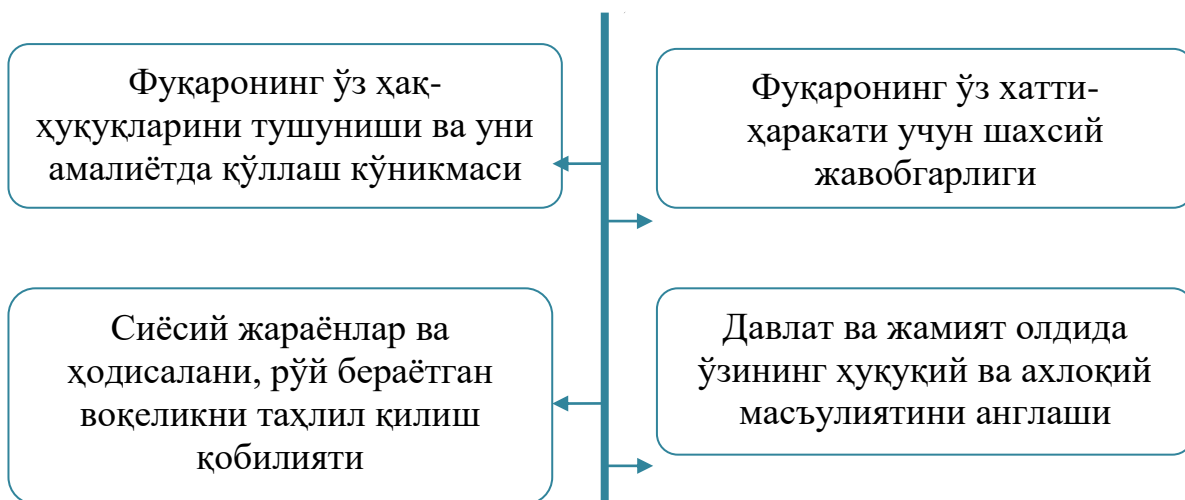 Фуқаронинг ўз ҳақ-
ҳуқуқларини тушуниши ва уни
амалиётда қўллаш кўникмаси
Фуқаронинг ўз хатти-
ҳаракати учун шахсий
жавобгарлиги
Сиёсий жараёнлар ва
ҳодисалани, рўй бераётган
воқеликни таҳлил қилиш
қобилияти
Давлат ва жамият олдида
ўзининг ҳуқуқий ва ахлоқий
масъулиятини англаши